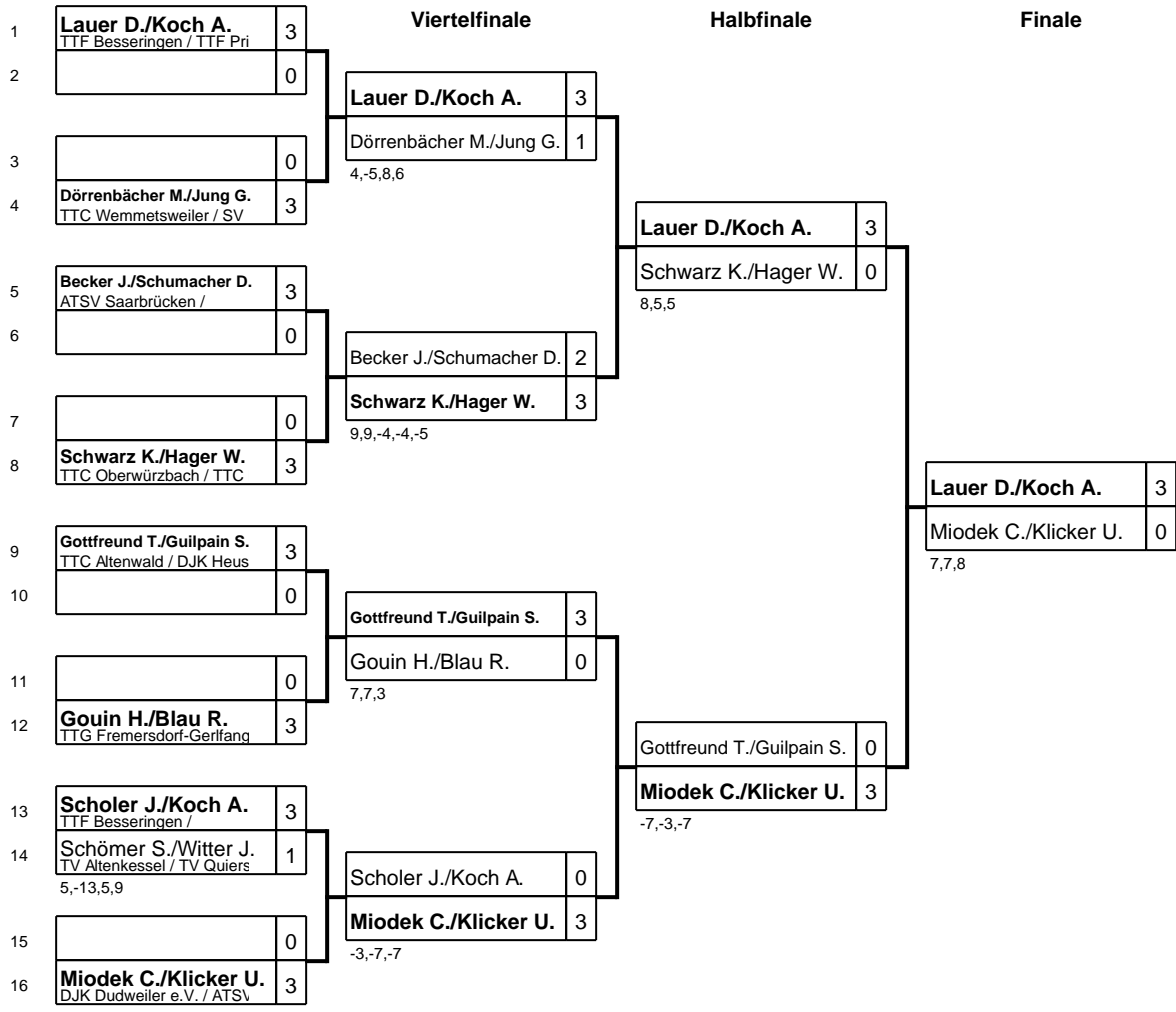 Viertelfinale
Halbfinale
Finale
1
Lauer D./Koch A.
3
TTF Besseringen / TTF Pri
2
0
3
0
4
Dörrenbächer M./Jung G.
3
TTC Wemmetsweiler / SV
5
Becker J./Schumacher D.
3
ATSV Saarbrücken /
6
0
7
0
8
Schwarz K./Hager W.
3
TTC Oberwürzbach / TTC
9
Gottfreund T./Guilpain S.
3
TTC Altenwald / DJK Heus
10
0
11
0
12
Gouin H./Blau R.
3
TTG Fremersdorf-Gerlfang
13
Scholer J./Koch A.
3
TTF Besseringen /
14
Schömer S./Witter J.
1
TV Altenkessel / TV Quiers
5,-13,5,9
15
0
16
Miodek C./Klicker U.
3
DJK Dudweiler e.V. / ATSV
Lauer D./Koch A. 3
Dörrenbächer M./Jung G. 1
4,-5,8,6
Becker J./Schumacher D. 2
Schwarz K./Hager W. 3
9,9,-4,-4,-5
Gottfreund T./Guilpain S. 3
Gouin H./Blau R. 0
7,7,3
Scholer J./Koch A. 0
Miodek C./Klicker U. 3
-3,-7,-7
Lauer D./Koch A. 3
Schwarz K./Hager W. 0
8,5,5
Gottfreund T./Guilpain S. 0
Miodek C./Klicker U. 3
-7,-3,-7
Lauer D./Koch A. 3
Miodek C./Klicker U. 0
7,7,8